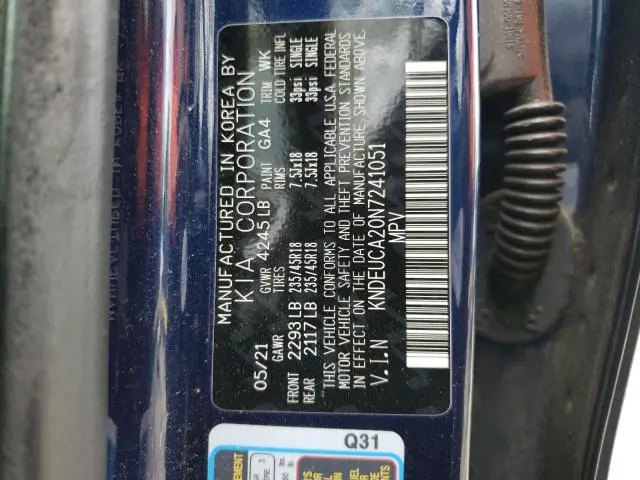 MANUFACTURED IN KOREA BY
KIA CORPORATION
05/21 GVWR 4245LB PAINT GA4 TRIM WK
GAWR TIRES RIMS COLD TIRE INFL
FRONT 2293LB 235/45R18 7.5JX18 33psi SINGLE
REAR 2117LB 235/45R18 7.5JX18 33psi SINGLE
THIS VEHICLE CONFORMS TO ALL APPLICABLE U.S.A. FEDERAL
MOTOR VEHICLE SAFETY AND THEFT PREVENTION STANDARDS
IN EFFECT ON THE DATE OF MANUFACTURE SHOWN ABOVE.
V.I.N KNDEUCA20N7241051
MPV
Q31